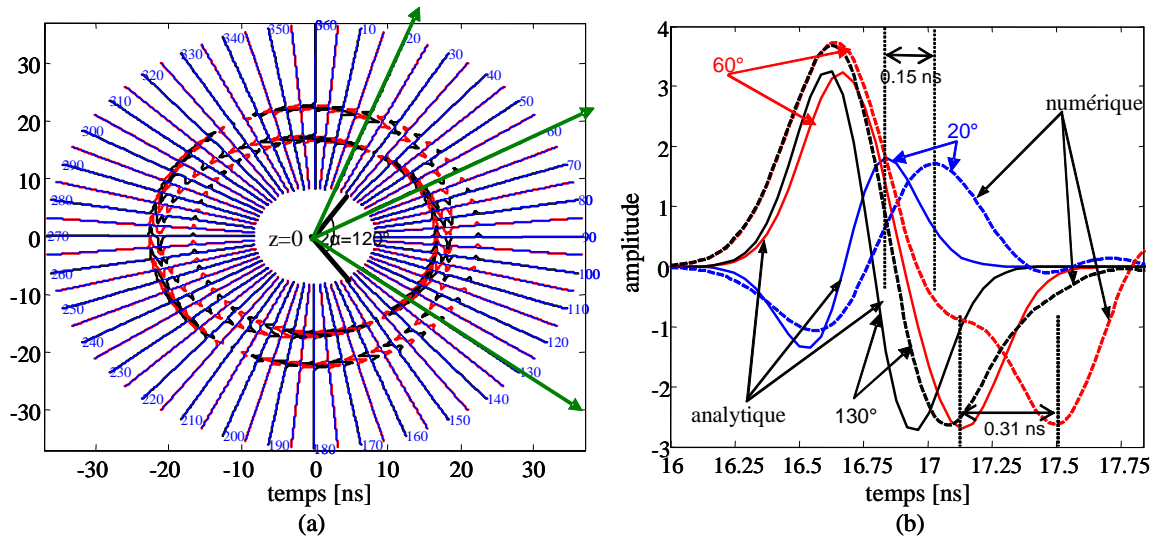 360 10 20 30 40 50 60 70 80 90 100 110 120 130 140 150 160 170 180 190 200 210 220 230 240 250 260 270 280 290 300 310 320 330 340 350
30
20
10
0
-10
-20
-30
z=0
2α=120°
-30 -20 -10 0 10 20 30
temps [ns]
(a)
4
3
2
1
0
-1
-2
-3
amplitude
60°
0.15 ns
numérique
20°
analytique
130°
0.31 ns
16 16.25 16.5 16.75 17 17.25 17.5 17.75
temps [ns]
(b)